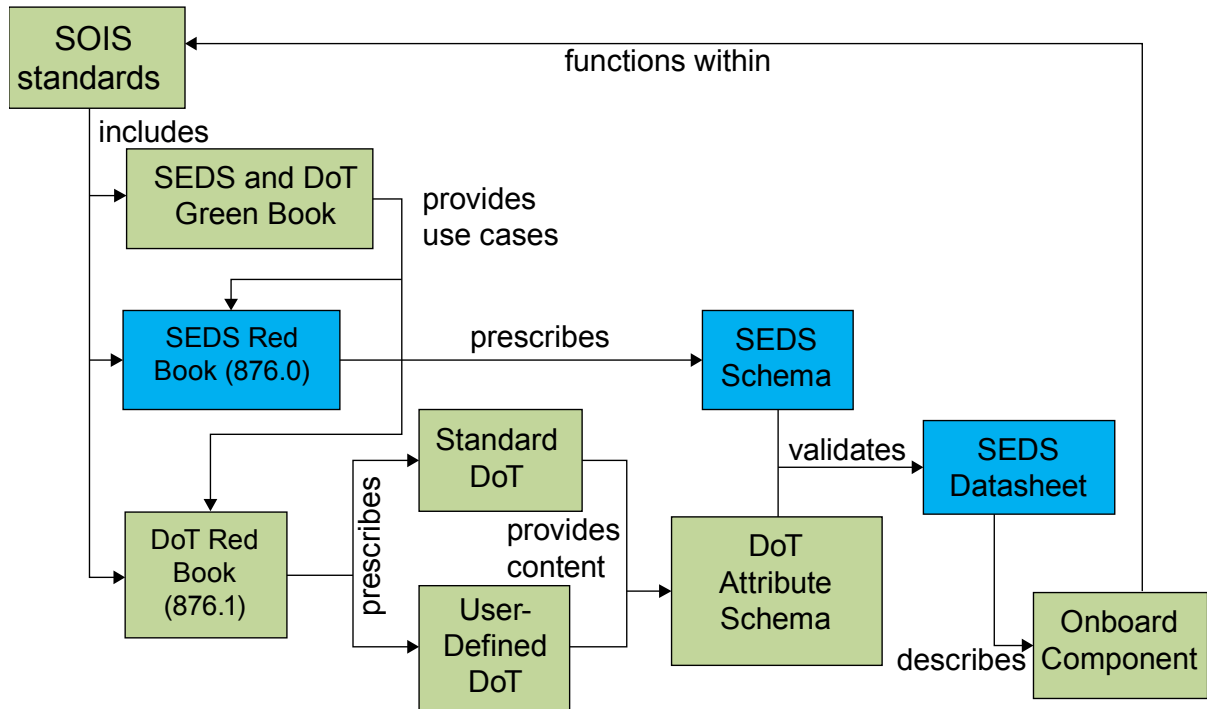 SOIS
standards
functions within
includes
SEDS and DoT
Green Book
provides
use cases
SEDS Red
Book (876.0)
prescribes
SEDS
Schema
Standard
DoT
validates
SEDS
Datasheet
DoT Red
Book
(876.1)
prescribes
provides
content
User-
Defined
DoT
DoT
Attribute
Schema
describes
Onboard
Component